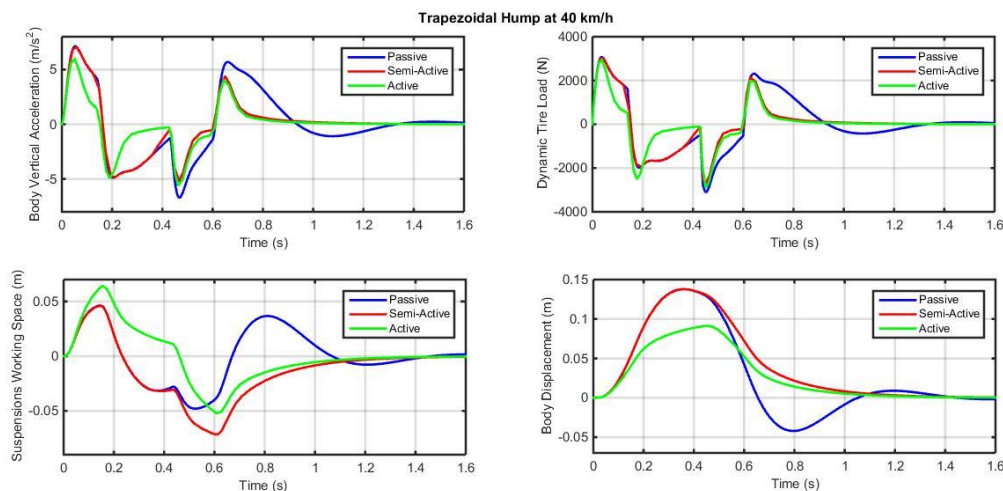 Trapezoidal Hump at 40 km/h
Body Vertical Acceleration (m/s²)
5
0
-5
Passive
Semi-Active
Active
0 0.2 0.4 0.6 0.8 1 1.2 1.4 1.6
Time (s)
Dynamic Tire Load (N)
4000
2000
0
-2000
-4000
Passive
Semi-Active
Active
0 0.2 0.4 0.6 0.8 1 1.2 1.4 1.6
Time (s)
Suspensions Working Space (m)
0.05
0
-0.05
Passive
Semi-Active
Active
0 0.2 0.4 0.6 0.8 1 1.2 1.4 1.6
Time (s)
Body Displacement (m)
0.15
0.1
0.05
0
-0.05
Passive
Semi-Active
Active
0 0.2 0.4 0.6 0.8 1 1.2 1.4 1.6
Time (s)